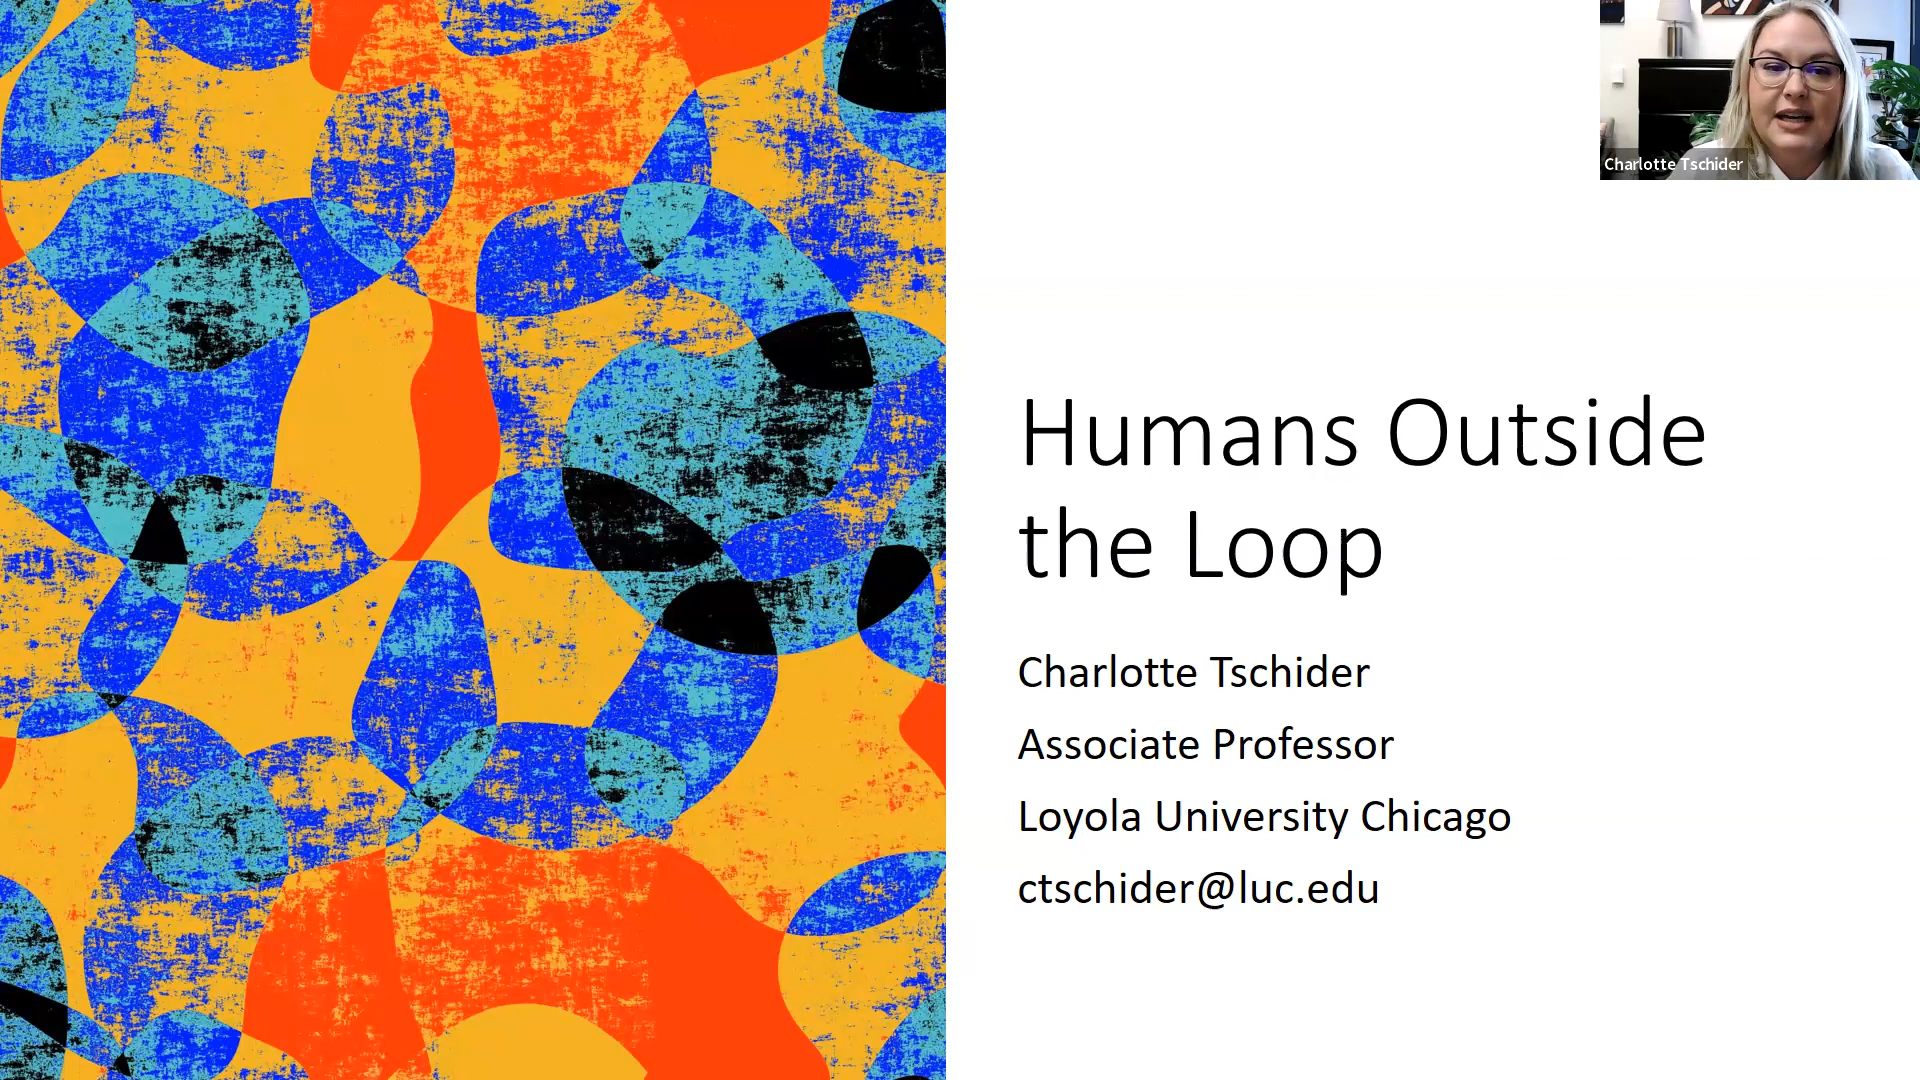 Charlotte Tschider
Humans Outside
the Loop
Charlotte Tschider
Associate Professor
Loyola University Chicago
ctschider@luc.edu